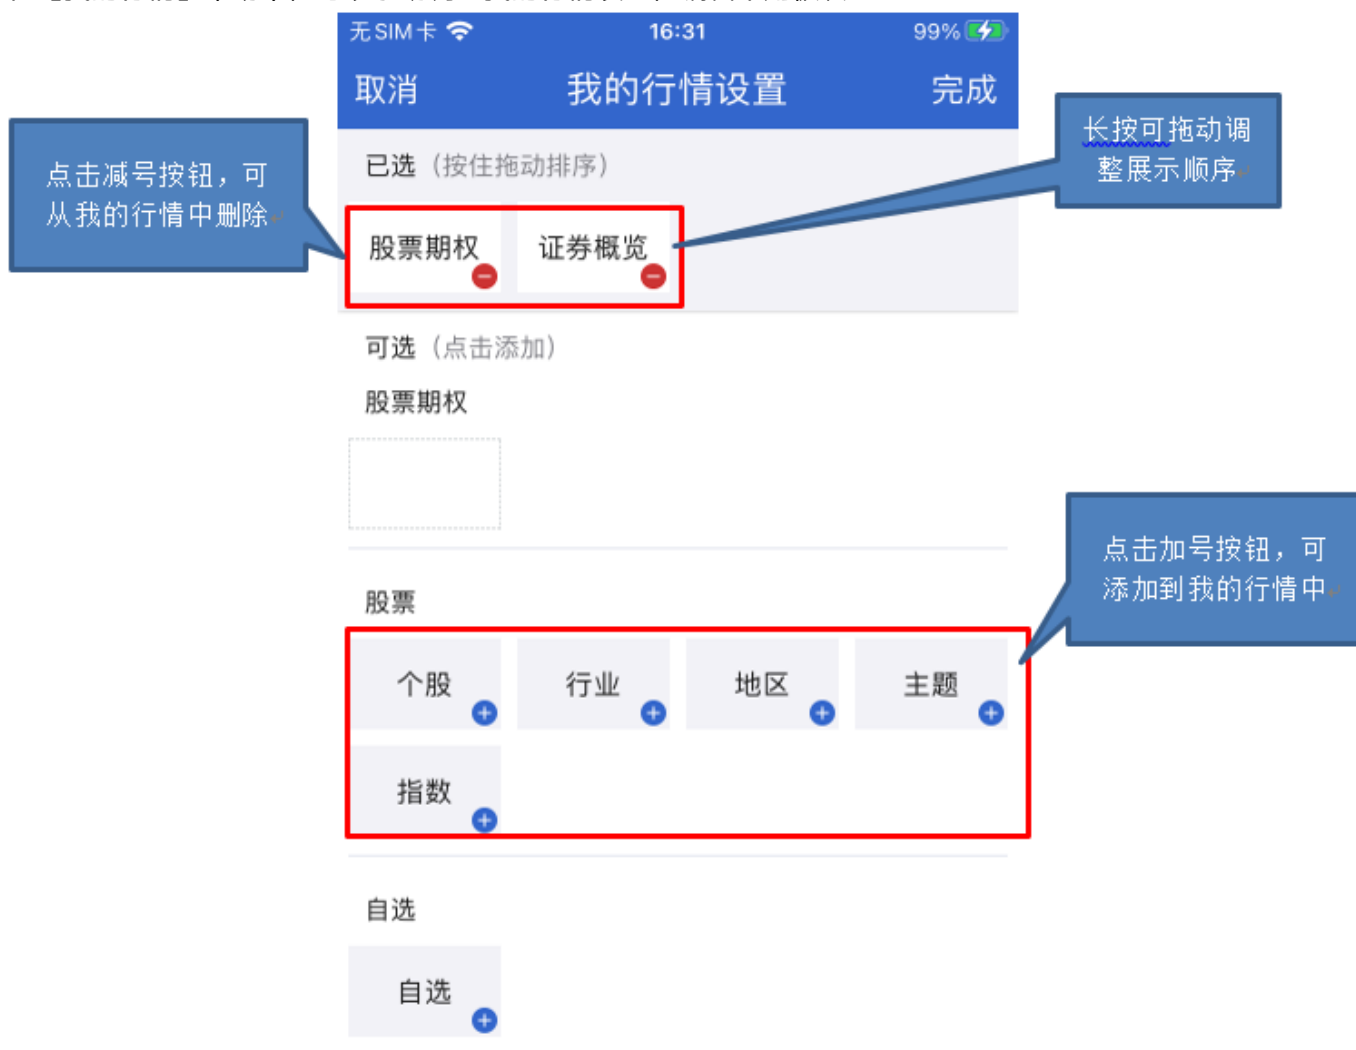 无SIM卡
16:31
99%
取消
我的行情设置
完成
长按可拖动调
整展示顺序
点击减号按钮，可
从我的行情中删除
已选（按住拖动排序）
股票期权
证券概览
可选（点击添加）
股票期权
点击加号按钮，可
添加到我的行情中
股票
个股
行业
地区
主题
指数
自选
自选